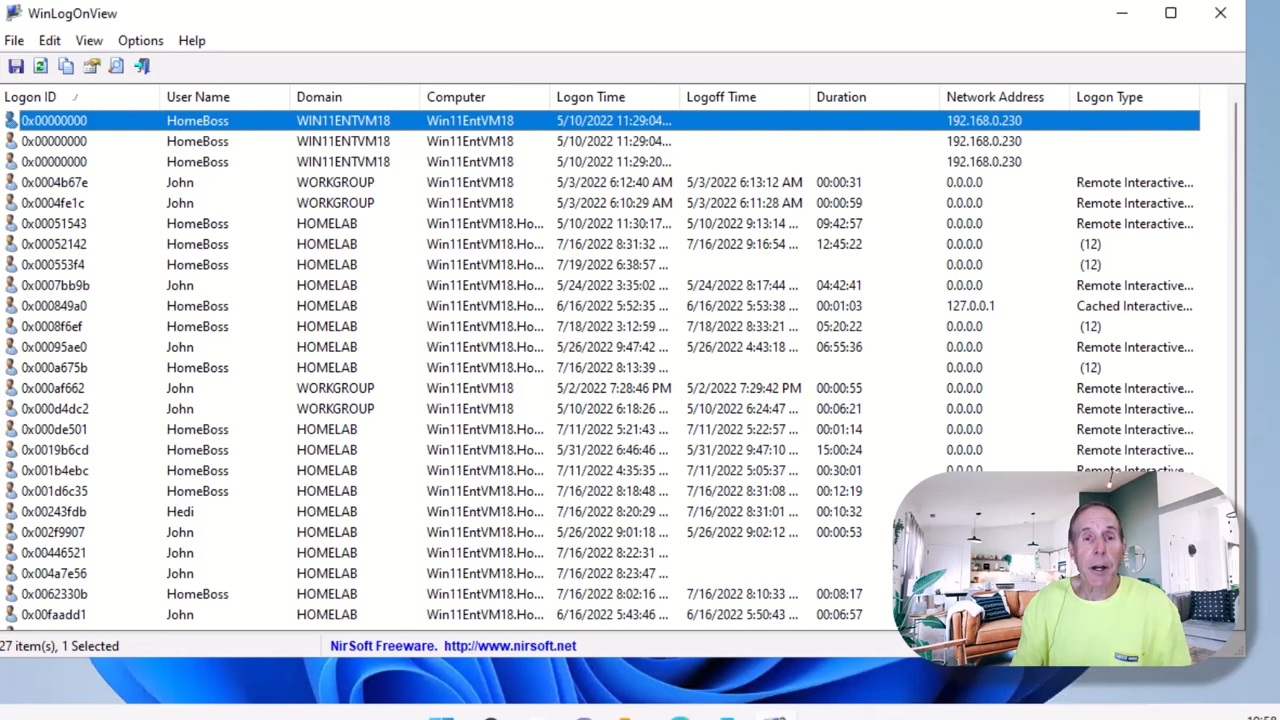 WinLogOnView
File Edit View Options Help
Logon ID / User Name Domain Computer Logon Time Logoff Time Duration Network Address Logon Type
0x00000000 HomeBoss WIN11ENTVM18 Win11EntVM18 5/10/2022 11:29:04... 192.168.0.230
0x00000000 HomeBoss WIN11ENTVM18 Win11EntVM18 5/10/2022 11:29:04... 192.168.0.230
0x00000000 HomeBoss WIN11ENTVM18 Win11EntVM18 5/10/2022 11:29:20... 192.168.0.230
0x0004b67e John WORKGROUP Win11EntVM18 5/3/2022 6:12:40 AM 5/3/2022 6:13:12 AM 00:00:31 0.0.0.0 Remote Interactive...
0x0004fe1c John WORKGROUP Win11EntVM18 5/3/2022 6:10:29 AM 5/3/2022 6:11:28 AM 00:00:59 0.0.0.0 Remote Interactive...
0x00051543 HomeBoss HOMELAB Win11EntVM18.Ho... 5/10/2022 11:30:17... 5/10/2022 9:13:14 ... 09:42:57 0.0.0.0 Remote Interactive...
0x00052142 HomeBoss HOMELAB Win11EntVM18.Ho... 7/16/2022 8:31:32 ... 7/16/2022 9:16:54 ... 12:45:22 0.0.0.0 (12)
0x000553f4 HomeBoss HOMELAB Win11EntVM18.Ho... 7/19/2022 6:38:57 ... 0.0.0.0 (12)
0x0007bb9b John HOMELAB Win11EntVM18.Ho... 5/24/2022 3:35:02 ... 5/24/2022 8:17:44 ... 04:42:41 0.0.0.0 Remote Interactive...
0x000849a0 HomeBoss HOMELAB Win11EntVM18.Ho... 6/16/2022 5:52:35 ... 6/16/2022 5:53:38 ... 00:01:03 127.0.0.1 Cached Interactive...
0x0008f6ef HomeBoss HOMELAB Win11EntVM18.Ho... 7/18/2022 3:12:59 ... 7/18/2022 8:33:21 ... 05:20:22 0.0.0.0 (12)
0x00095ae0 John HOMELAB Win11EntVM18.Ho... 5/26/2022 9:47:42 ... 5/26/2022 4:43:18 ... 06:55:36 0.0.0.0 Remote Interactive...
0x000a675b HomeBoss HOMELAB Win11EntVM18.Ho... 7/16/2022 8:13:39 ... 0.0.0.0 (12)
0x000af662 John WORKGROUP Win11EntVM18 5/2/2022 7:28:46 PM 5/2/2022 7:29:42 PM 00:00:55 0.0.0.0 Remote Interactive...
0x000d4dc2 John WORKGROUP Win11EntVM18 5/10/2022 6:18:26 ... 5/10/2022 6:24:47 ... 00:06:21 0.0.0.0 Remote Interactive...
0x000de501 HomeBoss HOMELAB Win11EntVM18.Ho... 7/11/2022 5:21:43 ... 7/11/2022 5:22:57 ... 00:01:14 0.0.0.0 Remote Interactive...
0x0019b6cd HomeBoss HOMELAB Win11EntVM18.Ho... 5/31/2022 6:46:46 ... 5/31/2022 9:47:10 ... 15:00:24 0.0.0.0 Remote Interactive...
0x001b4ebc HomeBoss HOMELAB Win11EntVM18.Ho... 7/11/2022 4:35:35 ... 7/11/2022 5:05:37 ... 00:30:01 0.0.0.0 Remote Interactive...
0x001d6c35 HomeBoss HOMELAB Win11EntVM18.Ho... 7/16/2022 8:18:48 ... 7/16/2022 8:31:08 ... 00:12:19
0x00243fdb Hedi HOMELAB Win11EntVM18.Ho... 7/16/2022 8:20:29 ... 7/16/2022 8:31:01 ... 00:10:32
0x002f9907 John HOMELAB Win11EntVM18.Ho... 5/26/2022 9:01:18 ... 5/26/2022 9:02:12 ... 00:00:53
0x00446521 John HOMELAB Win11EntVM18.Ho... 7/16/2022 8:22:31 ...
0x004a7e56 John HOMELAB Win11EntVM18.Ho... 7/16/2022 8:23:47 ...
0x0062330b HomeBoss HOMELAB Win11EntVM18.Ho... 7/16/2022 8:02:16 ... 7/16/2022 8:10:33 ... 00:08:17
0x00faadd1 John HOMELAB Win11EntVM18.Ho... 6/16/2022 5:43:46 ... 6/16/2022 5:50:43 ... 00:06:57
27 item(s), 1 Selected NirSoft Freeware. http://www.nirsoft.net